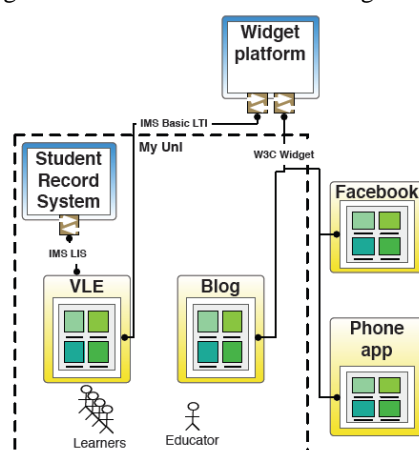 Widget
platform
IMS Basic LTI
My Uni
W3C Widget
Student
Record
System
Facebook
IMS LIS
VLE
Blog
Phone
app
Learners
Educator